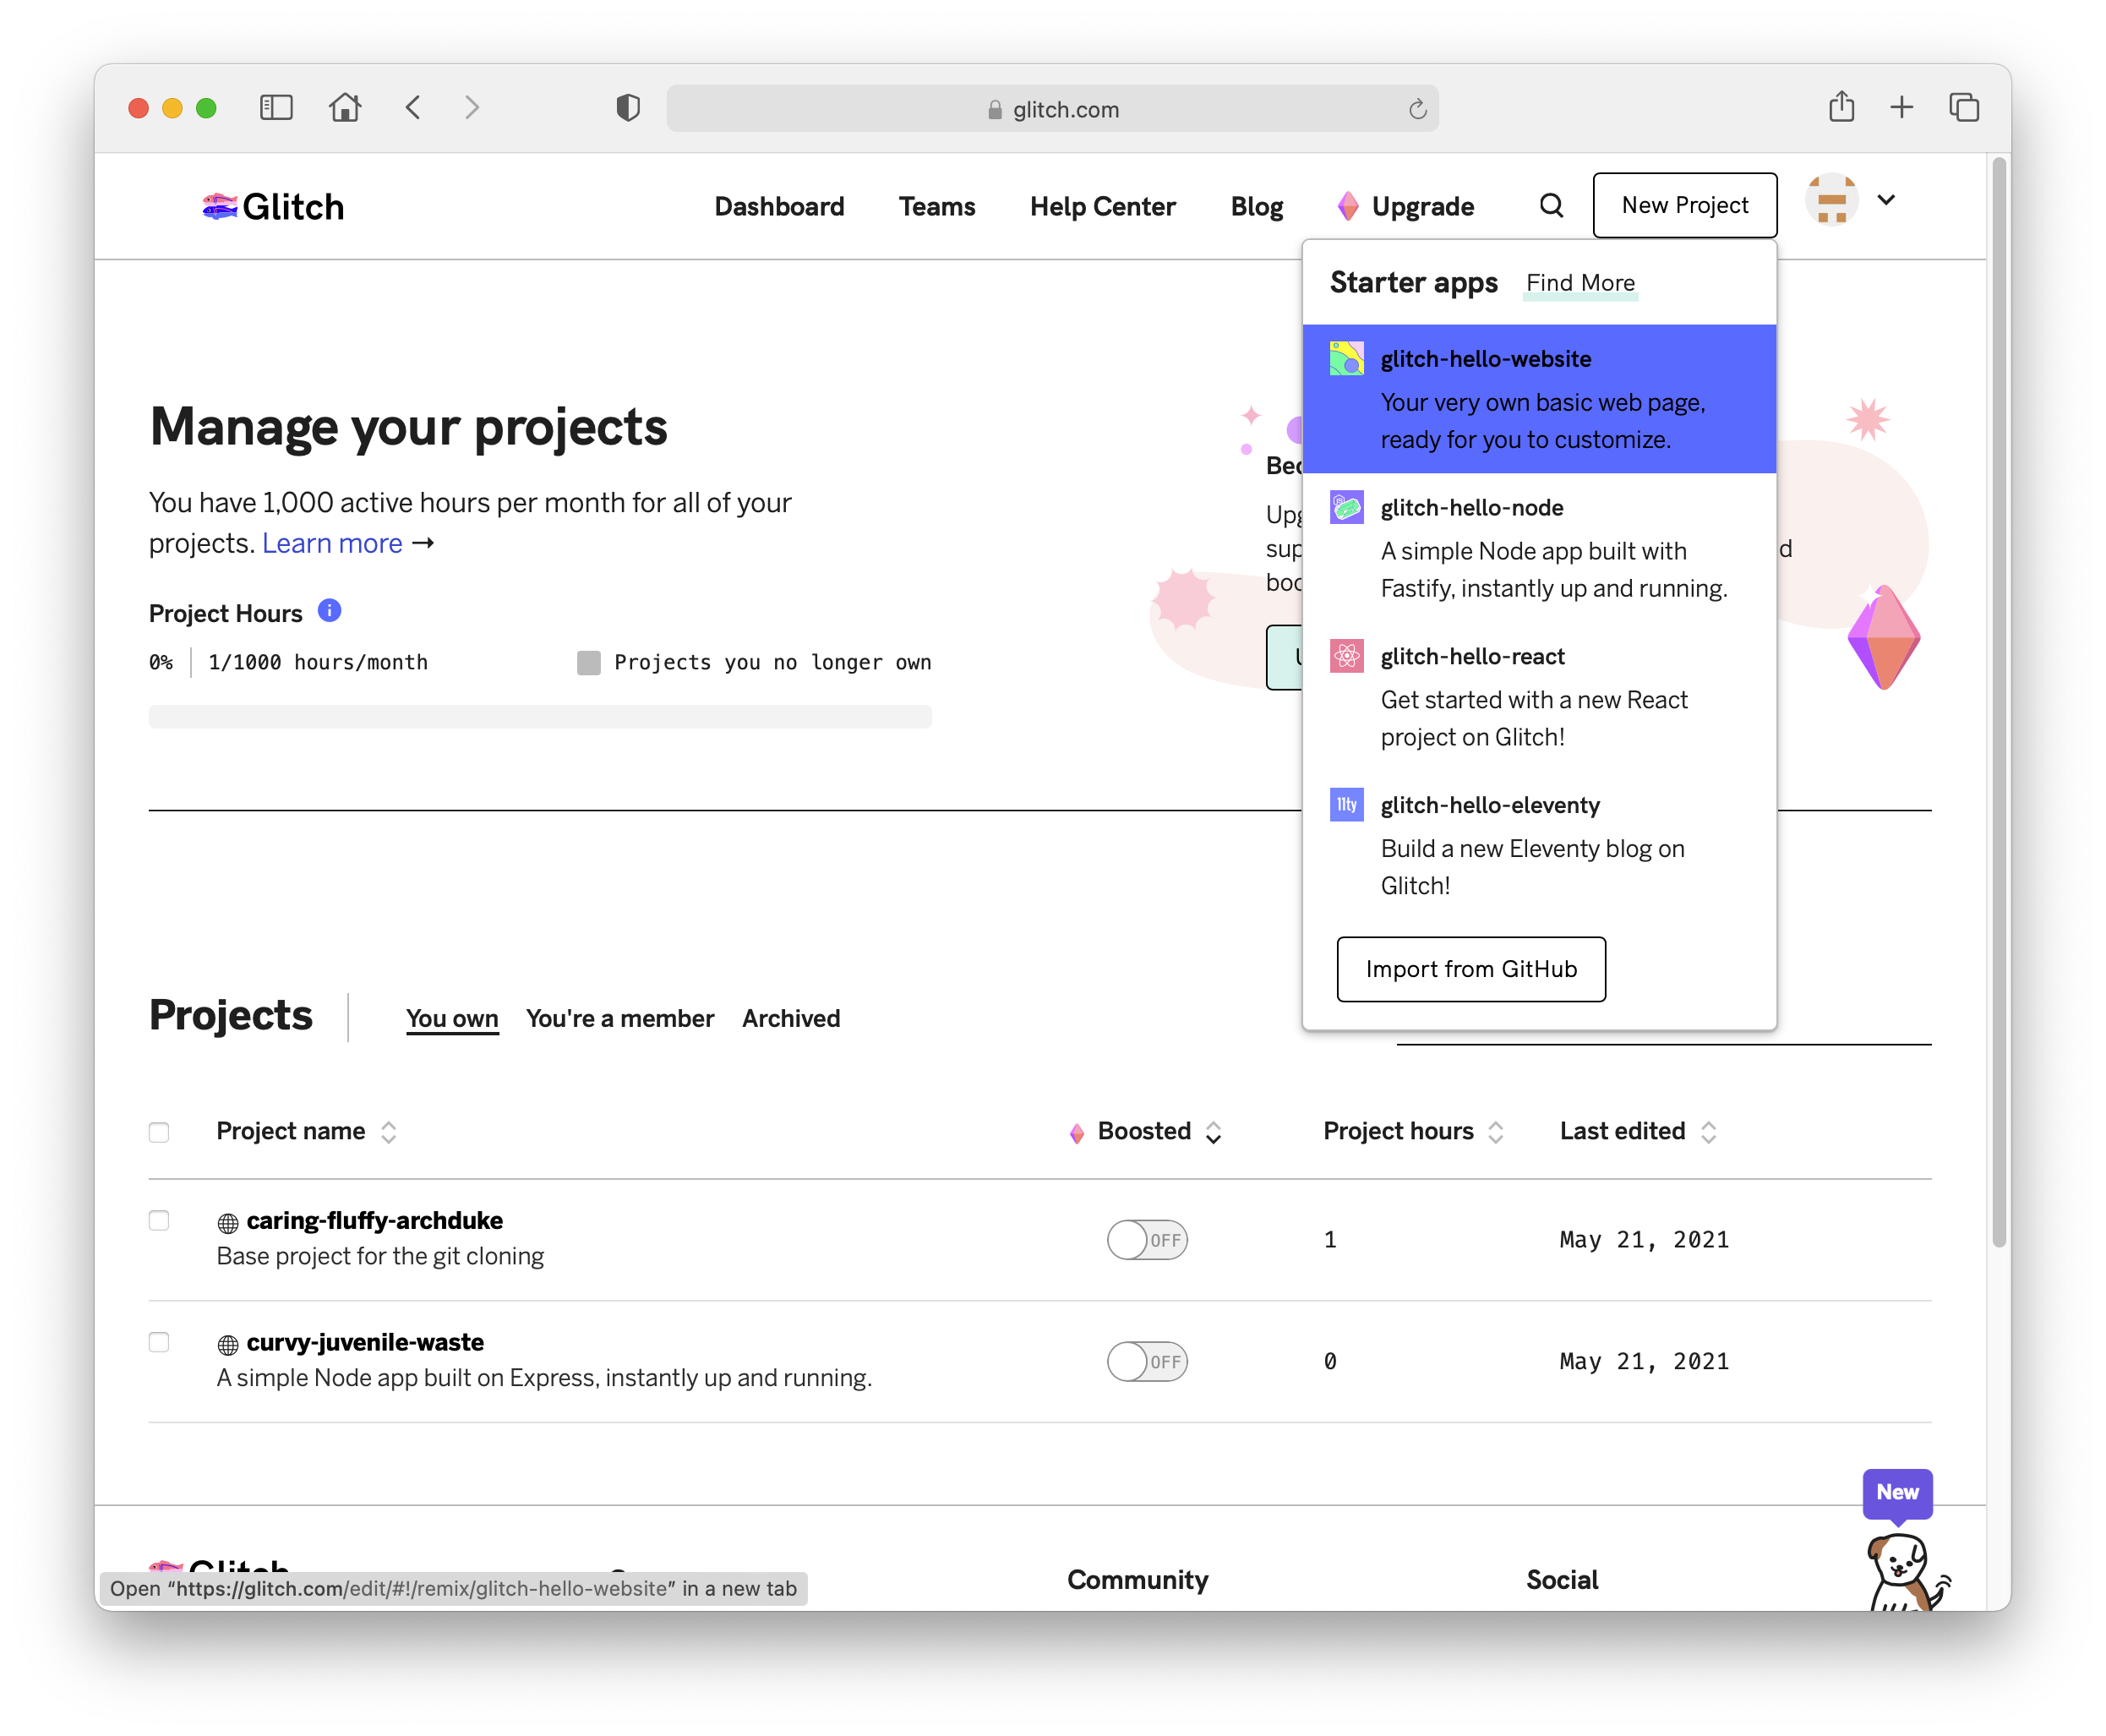 glitch.com
Glitch
Dashboard Teams Help Center Blog Upgrade New Project
Starter apps Find More
glitch-hello-website
Your very own basic web page,
ready for you to customize.
glitch-hello-node
A simple Node app built with
Fastify, instantly up and running.
glitch-hello-react
Get started with a new React
project on Glitch!
11ty glitch-hello-eleventy
Build a new Eleventy blog on
Glitch!
Import from GitHub
Manage your projects
You have 1,000 active hours per month for all of your
projects. Learn more →
Project Hours i
0% 1/1000 hours/month Projects you no longer own
Projects You own You're a member Archived
Project name Boosted Project hours Last edited
caring-fluffy-archduke
Base project for the git cloning
OFF 1 May 21, 2021
curvy-juvenile-waste
A simple Node app built on Express, instantly up and running.
OFF 0 May 21, 2021
New
Glitch
Community Social
Open “https://glitch.com/edit/#!/remix/glitch-hello-website” in a new tab